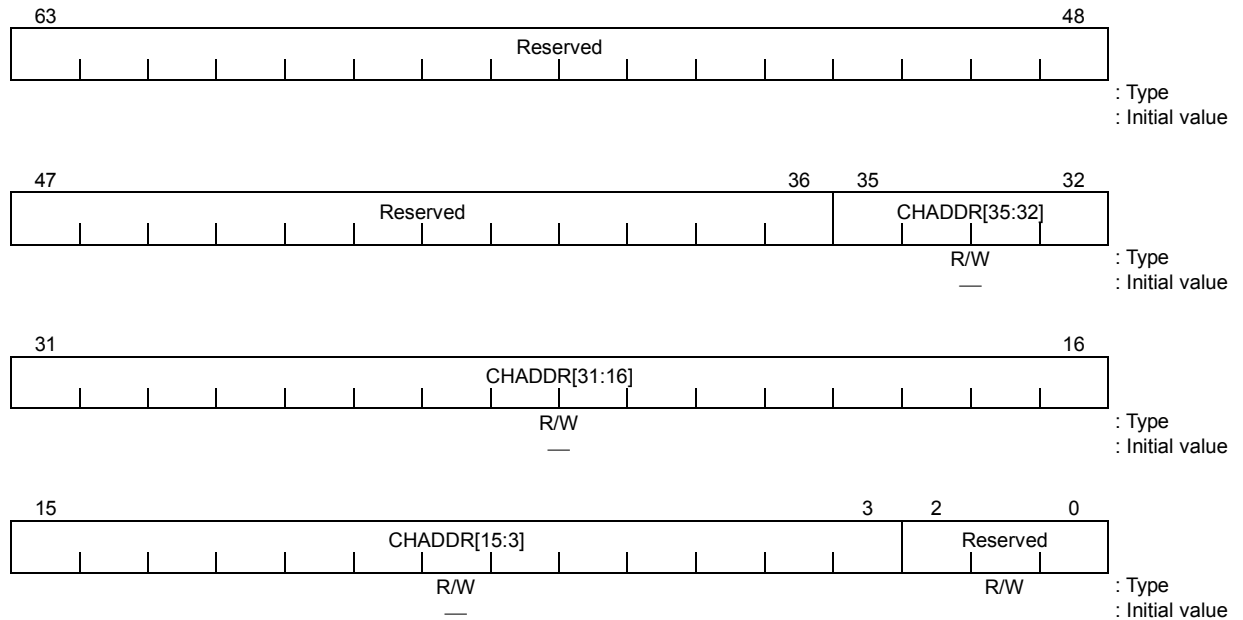 63 48
Reserved
: Type
: Initial value
47 36 35 32
Reserved CHADDR[35:32]
R/W : Type
— : Initial value
31 16
CHADDR[31:16]
R/W : Type
— : Initial value
15 3 2 0
CHADDR[15:3] Reserved
R/W R/W : Type
— : Initial value